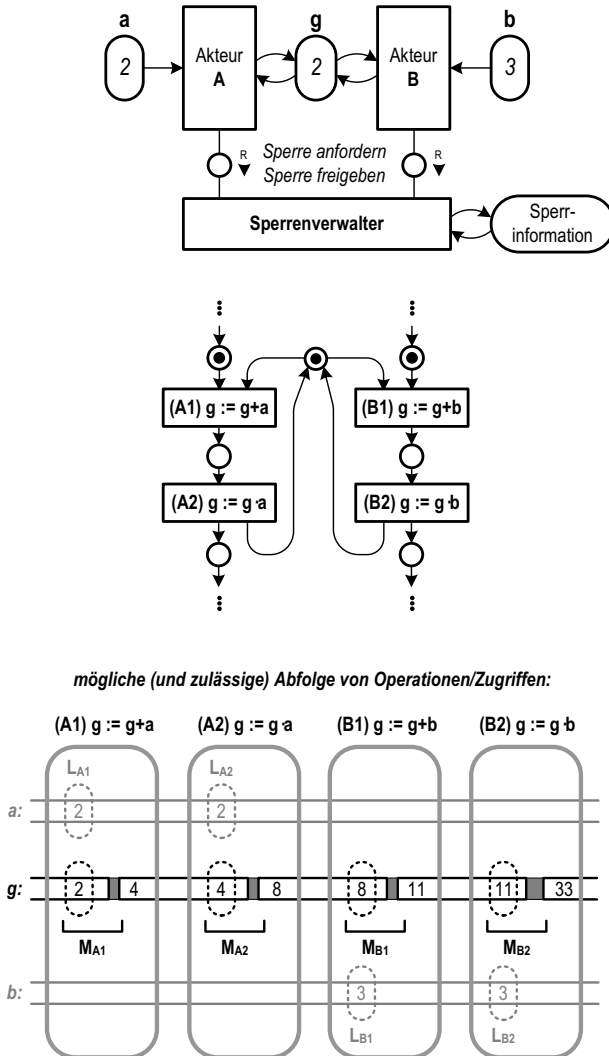 a g b
2 Akteur A 2 Akteur B 3
R Sperre anfordern R
Sperre freigeben
Sperrenverwalter
Sperr-
information
(A1) g := g+a (B1) g := g+b
(A2) g := g·a (B2) g := g·b
mögliche (und zulässige) Abfolge von Operationen/Zugriffen:
(A1) g := g+a (A2) g := g·a (B1) g := g+b (B2) g := g·b
LA1 LA2
a: 2 2
g: 2 4 4 8 8 11 11 33
MA1 MA2 MB1 MB2
b: 3 3
LB1 LB2